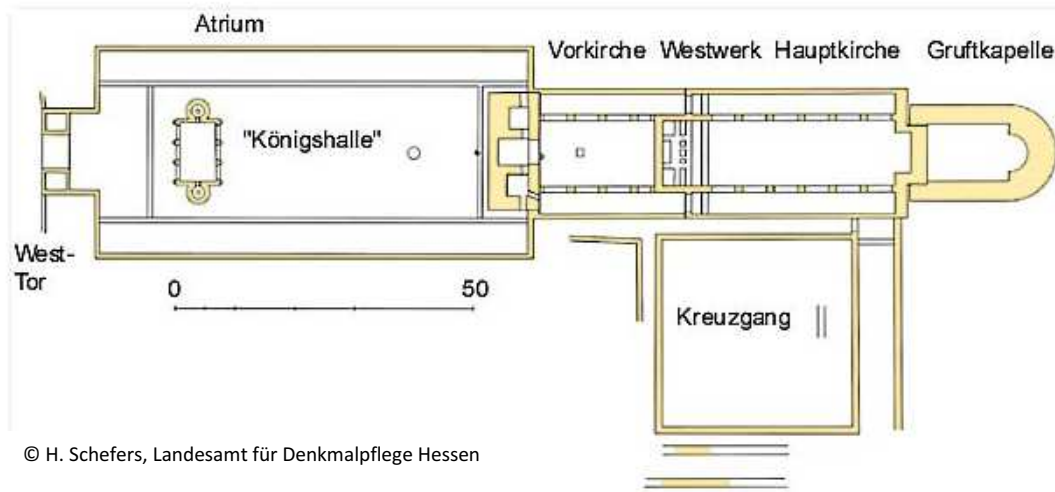 Atrium
Vorkirche Westwerk Hauptkirche Gruftkapelle
"Königshalle"
West-
Tor
0 50
Kreuzgang
© H. Schefers, Landesamt für Denkmalpflege Hessen